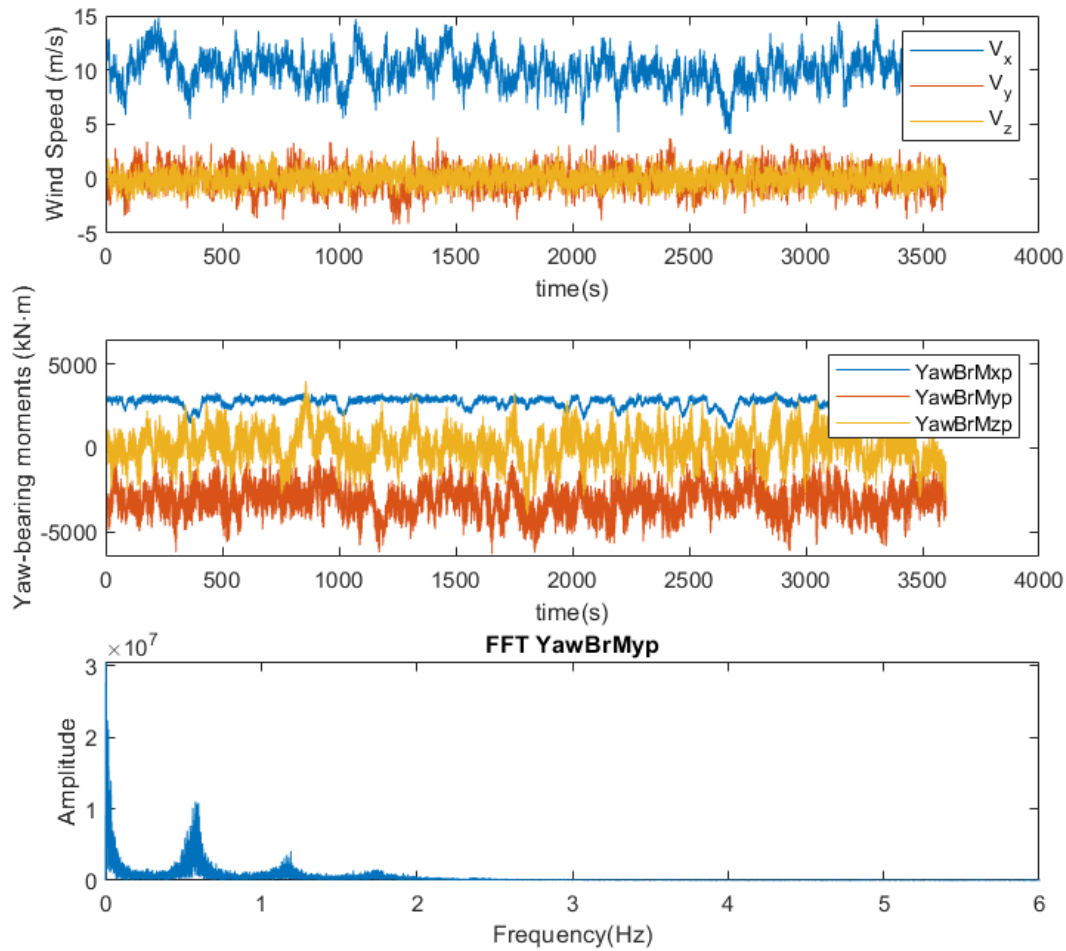 15
10
5
0
-5
Wind Speed (m/s)
V_x
V_y
V_z
0 500 1000 1500 2000 2500 3000 3500 4000
time(s)
5000
0
-5000
Yaw-bearing moments (kN·m)
YawBrMxp
YawBrMyp
YawBrMzp
0 500 1000 1500 2000 2500 3000 3500 4000
time(s)
FFT YawBrMyp
×10^7
3
2
1
0
Amplitude
0 1 2 3 4 5 6
Frequency(Hz)